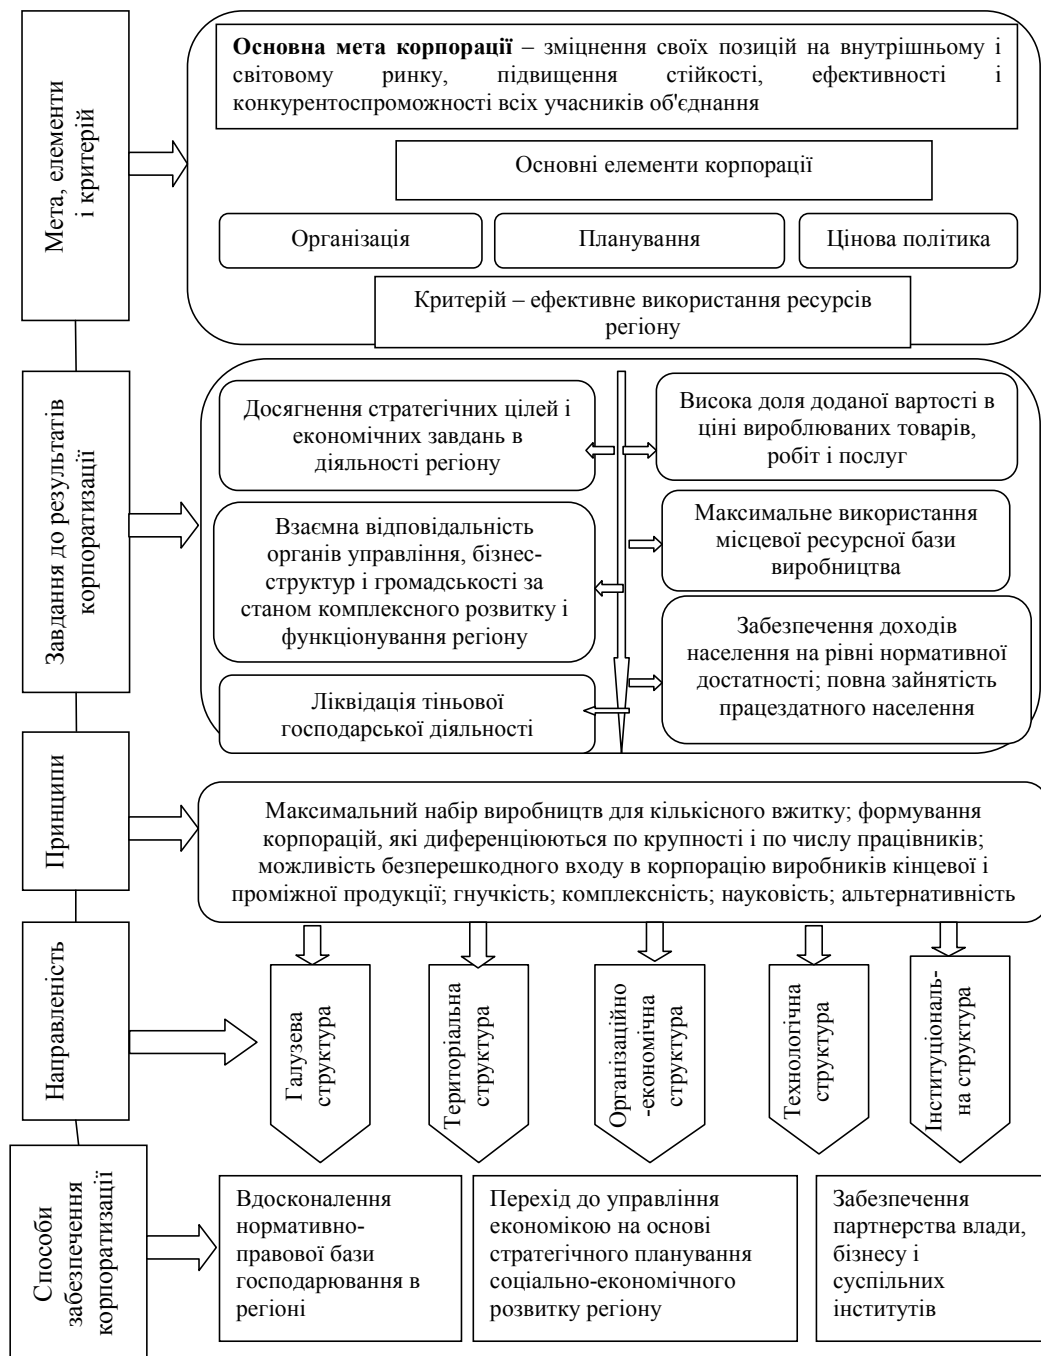 Мета, елементи
і критерій
Основна мета корпорації – зміцнення своїх позицій на внутрішньому і
світовому ринку, підвищення стійкості, ефективності і
конкурентоспроможності всіх учасників об'єднання
Основні елементи корпорації
Організація
Планування
Цінова політика
Критерій – ефективне використання ресурсів
регіону
Завдання до результатів
корпоратизації
Досягнення стратегічних цілей і
економічних завдань в
діяльності регіону
Висока доля доданої вартості в
ціні вироблюваних товарів,
робіт і послуг
Взаємна відповідальність
органів управління, бізнес-
структур і громадськості за
станом комплексного розвитку і
функціонування регіону
Максимальне використання
місцевої ресурсної бази
виробництва
Ліквідація тіньової
господарської діяльності
Забезпечення доходів
населення на рівні нормативної
достатності; повна зайнятість
працездатного населення
Принципи
Максимальний набір виробництв для кількісного вжитку; формування
корпорацій, які диференціюються по крупності і по числу працівників;
можливість безперешкодного входу в корпорацію виробників кінцевої і
проміжної продукції; гнучкість; комплексність; науковість; альтернативність
Направленість
Галузева
структура
Територіальна
структура
Організаційно
-економічна
структура
Технологічна
структура
Інституціональ-
на структура
Способи
забезпечення
корпоратизації
Вдосконалення
нормативно-
правової бази
господарювання в
регіоні
Перехід до управління
економікою на основі
стратегічного планування
соціально-економічного
розвитку регіону
Забезпечення
партнерства влади,
бізнесу і
суспільних
інститутів